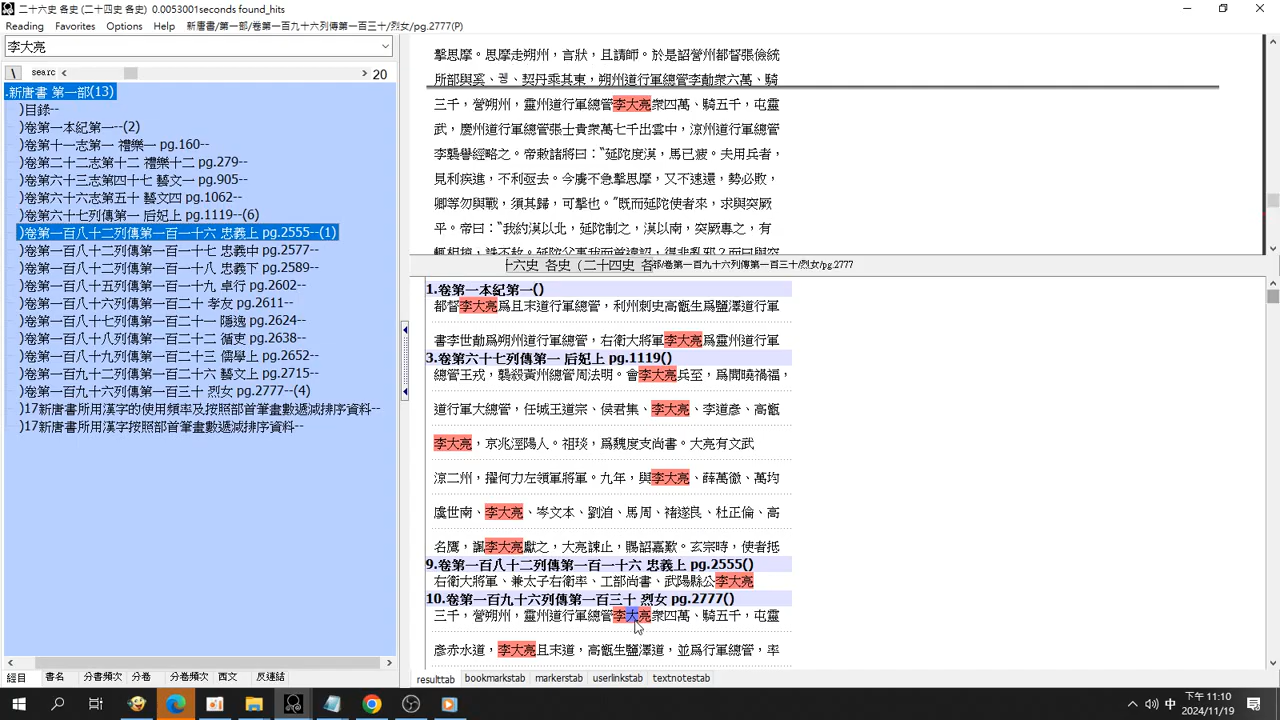 二十六史 各史 (二十四史 各史) 0.0053001seconds found_hits
Reading Favorites Options Help 新唐書/第一部/卷第一百九十六列傳第一百三十/烈女/pg.2777(P)
李大亮
\ searc < > 20
.新唐書 第一部(13)
)目錄--
)卷第一本紀第一--(2)
)卷第十一志第一 禮樂一 pg.160--
)卷第二十二志第十二 禮樂十二 pg.279--
)卷第六十三志第四十七 藝文一 pg.905--
)卷第六十六志第五十 藝文四 pg.1062--
)卷第六十七列傳第一 后妃上 pg.1119--(6)
)卷第一百八十二列傳第一百一十六 忠義上 pg.2555--(1)
)卷第一百八十二列傳第一百一十七 忠義中 pg.2577--
)卷第一百八十二列傳第一百一十八 忠義下 pg.2589--
)卷第一百八十五列傳第一百一十九 卓行 pg.2602--
)卷第一百八十六列傳第一百二十 孝友 pg.2611--
)卷第一百八十七列傳第一百二十一 隱逸 pg.2624--
)卷第一百八十八列傳第一百二十二 循吏 pg.2638--
)卷第一百八十九列傳第一百二十三 儒學上 pg.2652--
)卷第一百九十二列傳第一百二十六 藝文上 pg.2715--
)卷第一百九十六列傳第一百三十 烈女 pg.2777--(4)
)17新唐書所用漢字的使用頻率及按照部首筆畫數遞減排序資料--
)17新唐書所用漢字按照部首筆畫數遞減排序資料--
經目 書名 分書頻次 分卷 分卷頻次 西文 反連結
擊思摩。思摩走朔州，言狀，且請師。於是詔營州都督張儉統
所部與奚、霫、契丹乘其東，朔州道行軍總管李勣衆六萬、騎
三千，營朔州，靈州道行軍總管李大亮衆四萬、騎五千，屯靈
武，慶州道行軍總管張士貴衆萬七千出雲中，涼州道行軍總管
李襲譽經略之。帝敕諸將曰：“延陀度漠，馬已疲。夫用兵者，
見利疾進，不利亟去。今虜不急擊思摩，又不速還，勢必敗，
卿等勿與戰，須其歸，可擊也。”既而延陀使者來，求與突厥
平。帝曰：“我約漠以北，延陀制之，漠以南，突厥專之，有
十六史 各史（二十四史 各部/卷第一百九十六列傳第一百三十/烈女/pg.2777
1.卷第一本紀第一()
都督李大亮爲且末道行軍總管，利州刺史高甑生爲鹽澤道行軍
書李世勣爲朔州道行軍總管，右衛大將軍李大亮爲靈州道行軍
3.卷第六十七列傳第一 后妃上 pg.1119()
總管王戎，襲殺黃州總管周法明。會李大亮兵至，爲開曉禍福，
道行軍大總管，任城王道宗、侯君集、李大亮、李道彥、高甑
李大亮，京兆涇陽人。祖琰，爲魏度支尚書。大亮有文武
涼二州，擢何力左領軍將軍。九年，與李大亮、薛萬徹、萬均
虞世南、李大亮、岑文本、劉洎、馬周、褚遂良、杜正倫、高
名鷹，諷李大亮獻之，大亮諫止，賜詔嘉歎。玄宗時，使者抵
9.卷第一百八十二列傳第一百一十六 忠義上 pg.2555()
右衛大將軍、兼太子右衛率、工部尚書、武陽縣公李大亮
10.卷第一百九十六列傳第一百三十 烈女 pg.2777()
三千，營朔州，靈州道行軍總管李大亮衆四萬、騎五千，屯靈
彥赤水道，李大亮且末道，高甑生鹽澤道，並爲行軍總管，率
resulttab bookmarkstab markerstab userlinkstab textnotestab
中 下午 11:10
2024/11/19